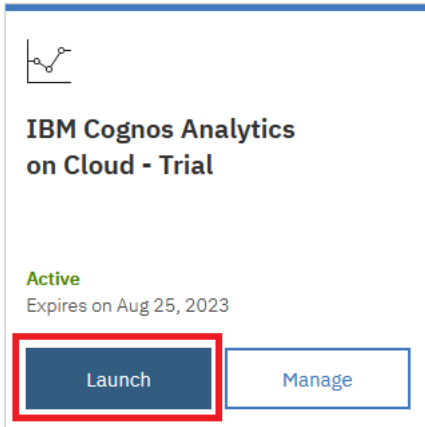 IBM Cognos Analytics
on Cloud - Trial
Active
Expires on Aug 25, 2023
Launch
Manage